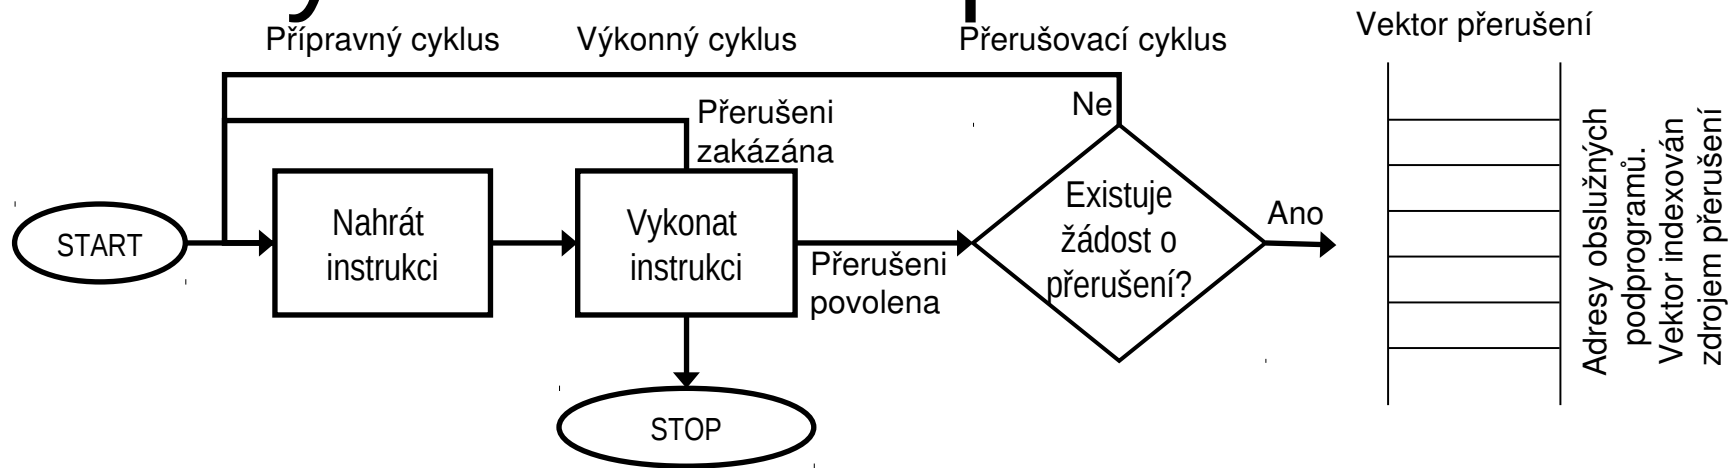 Přípravný cyklus
Výkonný cyklus
Přerušovací cyklus
Vektor přerušení
Přerušeni
zakázána
Ne
START
Nahrát
instrukci
Vykonat
instrukci
Přerušeni
povolena
Existuje
žádost o
přerušení?
Ano
STOP
Adresy obslužných
podprogramů.
Vektor indexován
zdrojem přerušení